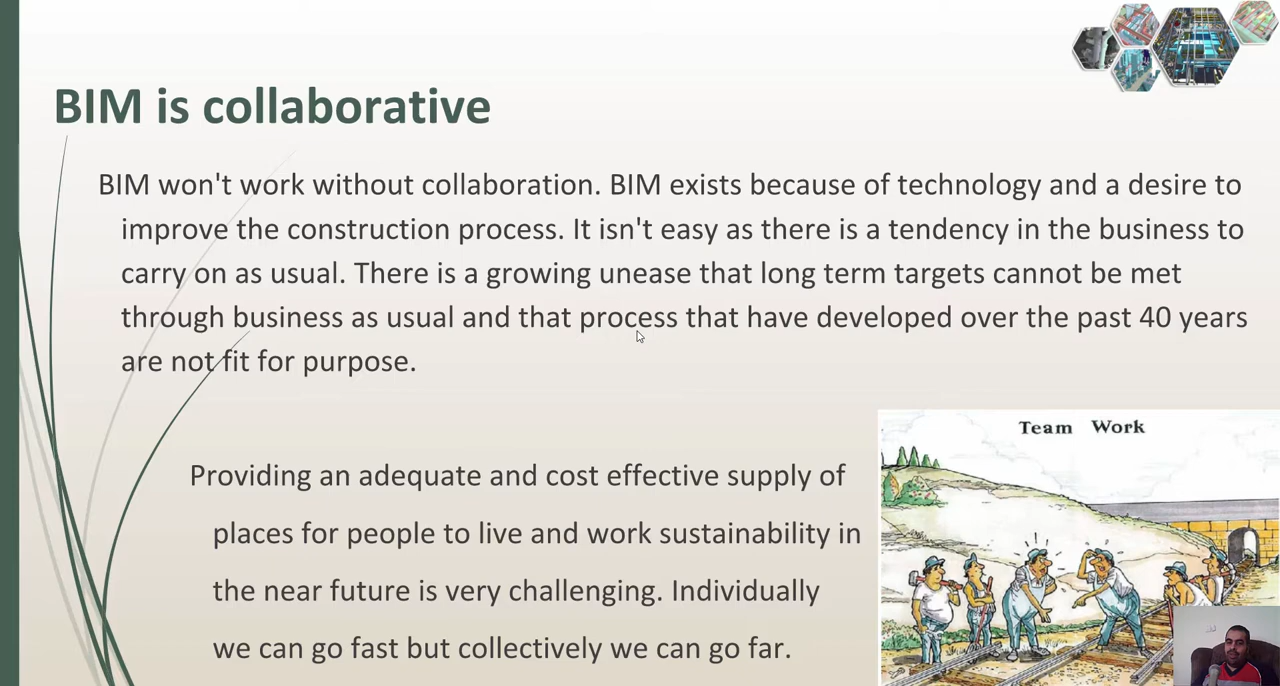 BIM is collaborative
BIM won't work without collaboration. BIM exists because of technology and a desire to
improve the construction process. It isn't easy as there is a tendency in the business to
carry on as usual. There is a growing unease that long term targets cannot be met
through business as usual and that process that have developed over the past 40 years
are not fit for purpose.
Providing an adequate and cost effective supply of
places for people to live and work sustainability in
the near future is very challenging. Individually
we can go fast but collectively we can go far.
Team Work